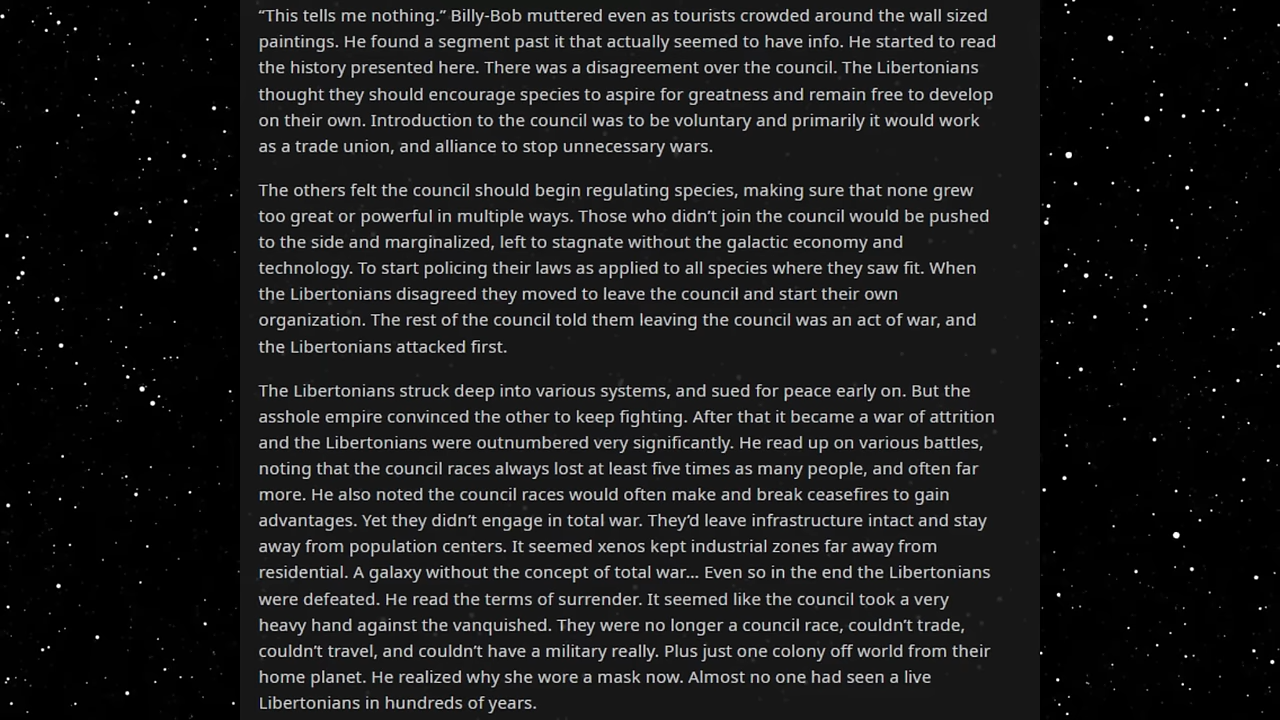 “This tells me nothing.” Billy-Bob muttered even as tourists crowded around the wall sized
paintings. He found a segment past it that actually seemed to have info. He started to read
the history presented here. There was a disagreement over the council. The Libertonians
thought they should encourage species to aspire for greatness and remain free to develop
on their own. Introduction to the council was to be voluntary and primarily it would work
as a trade union, and alliance to stop unnecessary wars.
The others felt the council should begin regulating species, making sure that none grew
too great or powerful in multiple ways. Those who didn’t join the council would be pushed
to the side and marginalized, left to stagnate without the galactic economy and
technology. To start policing their laws as applied to all species where they saw fit. When
the Libertonians disagreed they moved to leave the council and start their own
organization. The rest of the council told them leaving the council was an act of war, and
the Libertonians attacked first.
The Libertonians struck deep into various systems, and sued for peace early on. But the
asshole empire convinced the other to keep fighting. After that it became a war of attrition
and the Libertonians were outnumbered very significantly. He read up on various battles,
noting that the council races always lost at least five times as many people, and often far
more. He also noted the council races would often make and break ceasefires to gain
advantages. Yet they didn’t engage in total war. They’d leave infrastructure intact and stay
away from population centers. It seemed xenos kept industrial zones far away from
residential. A galaxy without the concept of total war... Even so in the end the Libertonians
were defeated. He read the terms of surrender. It seemed like the council took a very
heavy hand against the vanquished. They were no longer a council race, couldn’t trade,
couldn’t travel, and couldn’t have a military really. Plus just one colony off world from their
home planet. He realized why she wore a mask now. Almost no one had seen a live
Libertonians in hundreds of years.